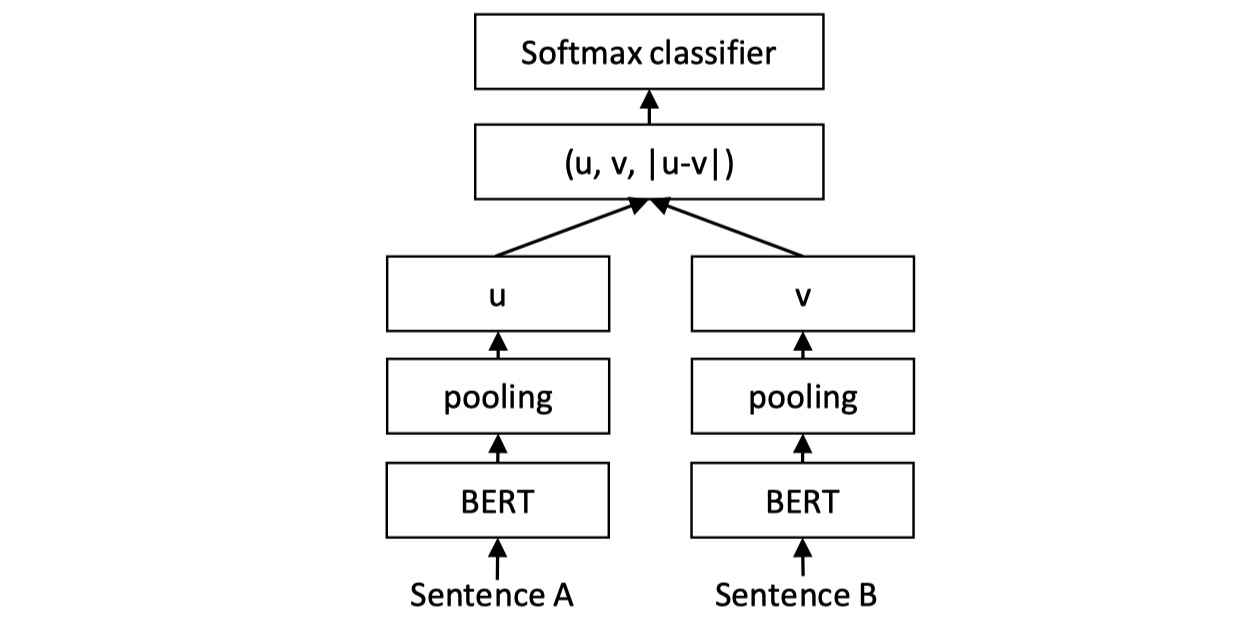 Softmax classifier
(u, v, |u-v|)
u
v
pooling
pooling
BERT
BERT
Sentence A
Sentence B